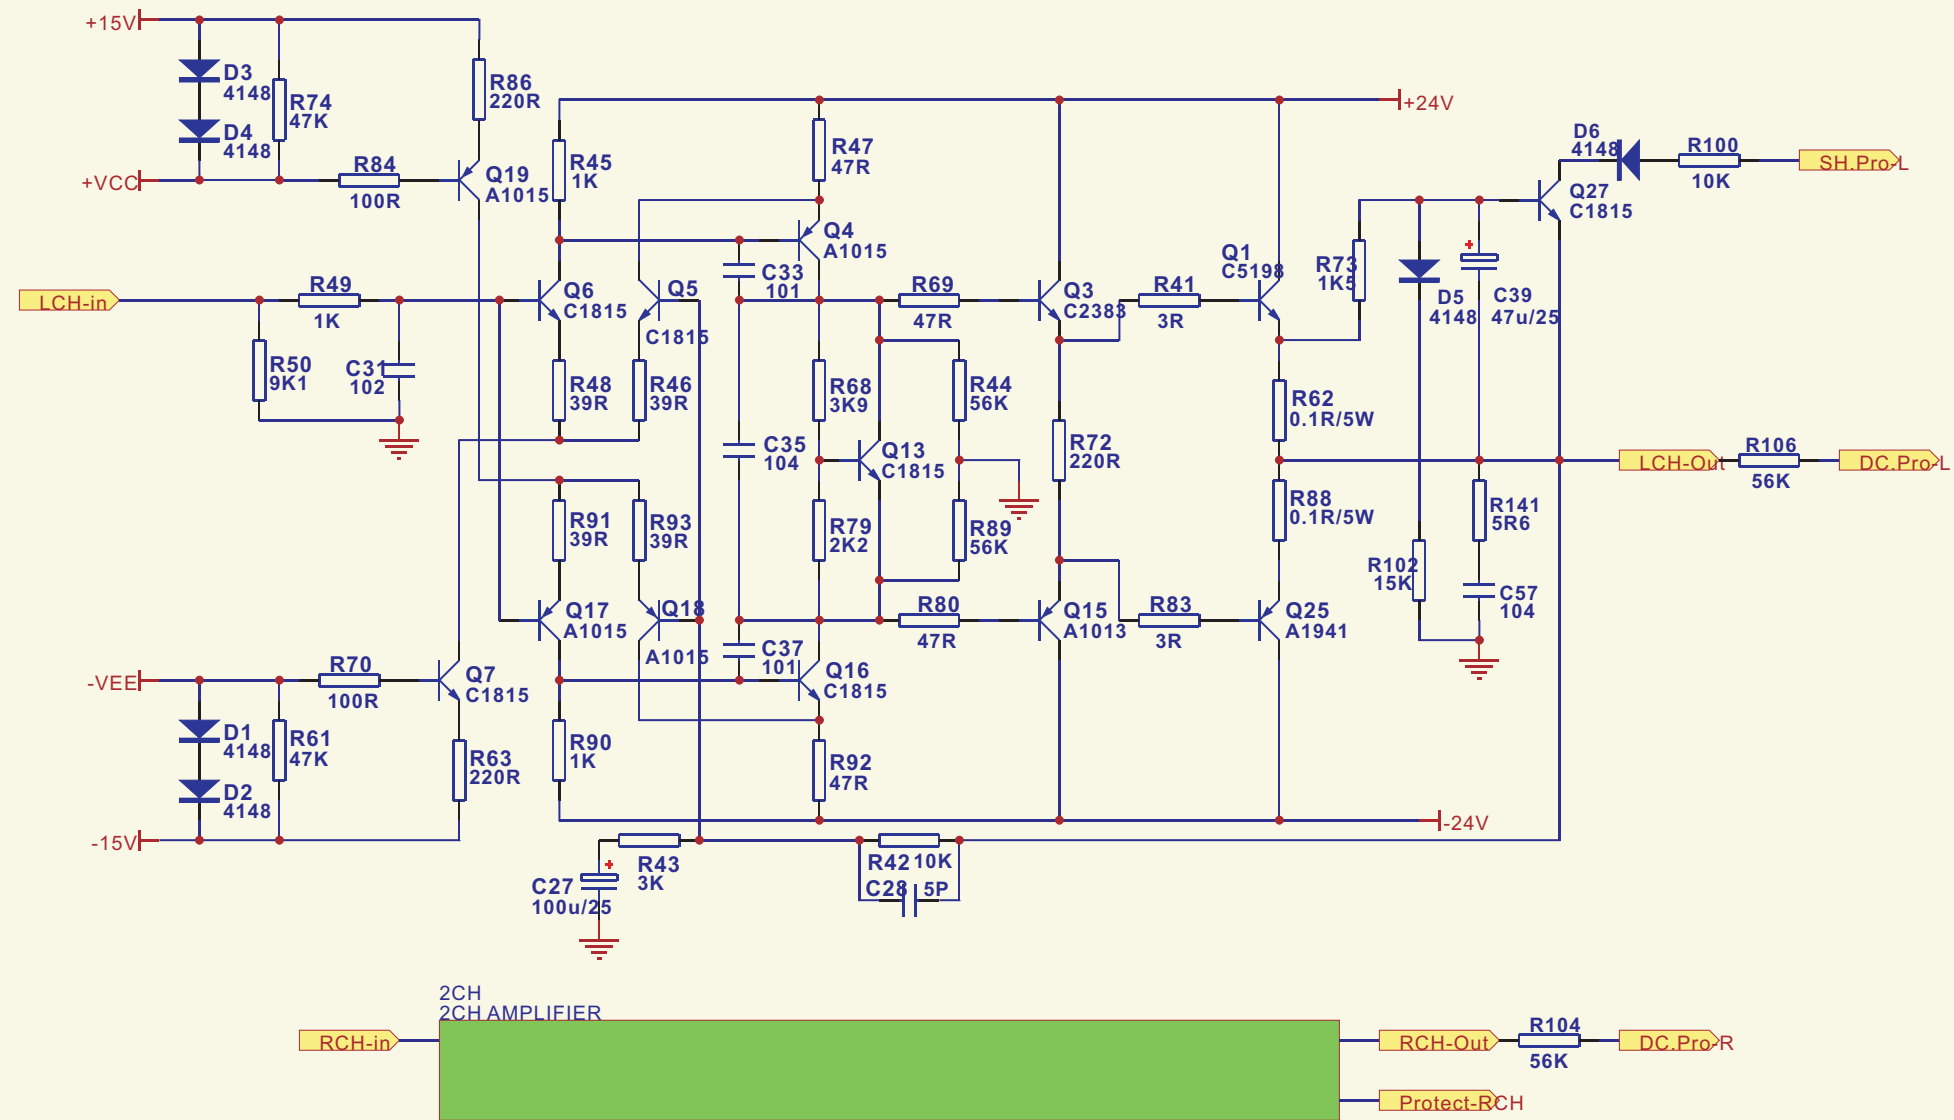 +15V
D3
4148
R74
47K
D4
4148
R86
220R
+VCC
R84
100R
Q19
A1015
R45
1K
R47
47R
+24V
Q4
A1015
D6
4148
R100
10K
SH.Pro-L
Q27
C1815
LCH-in
R49
1K
R50
9K1
C31
102
Q6
C1815
Q5
C1815
C33
101
R69
47R
Q3
C2383
R41
3R
Q1
C5198
R73
1K5
D5
4148
C39
47u/25
R48
39R
R46
39R
R68
3K9
R44
56K
R62
0.1R/5W
C35
104
Q13
C1815
R72
220R
LCH-Out
R106
56K
DC.Pro-L
R91
39R
R93
39R
R79
2K2
R89
56K
R88
0.1R/5W
R141
5R6
R102
15K
C57
104
Q17
A1015
Q18
A1015
C37
101
R80
47R
Q15
A1013
R83
3R
Q25
A1941
-VEE
R70
100R
Q7
C1815
Q16
C1815
D1
4148
R61
47K
D2
4148
R63
220R
R90
1K
R92
47R
-15V
-24V
R43
3K
C27
100u/25
R42 10K
C28 5P
2CH
2CH AMPLIFIER
RCH-in
RCH-Out
R104
56K
DC.Pro-R
Protect-RCH